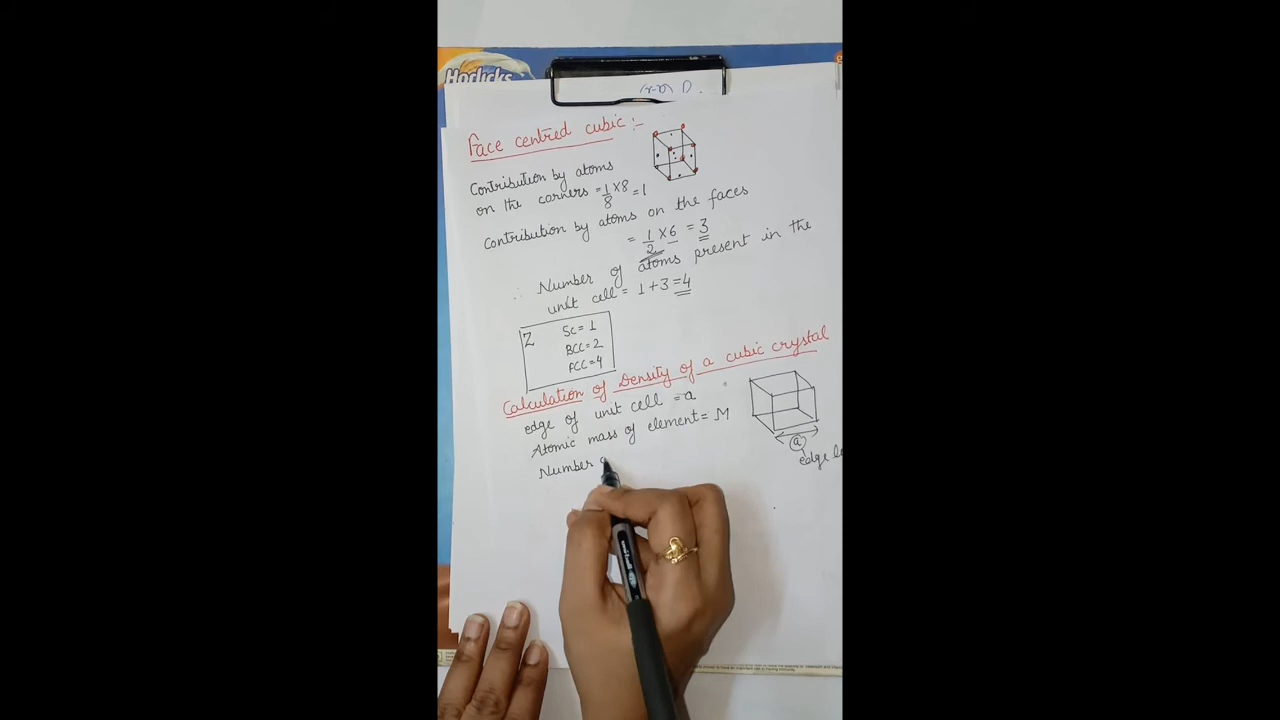 Horlicks
D.
Face centred cubic :-
Contribution by atoms
on the corners = 1/8 × 8 = 1
Contribution by atoms on the faces
= 1/2 × 6 = 3
∴ Number of atoms present in the
unit cell = 1 + 3 = 4
Z
SC = 1
BCC = 2
FCC = 4
Calculation of Density of a cubic crystal
edge of unit cell = a
Atomic mass of element = M
Number o
a
edge le